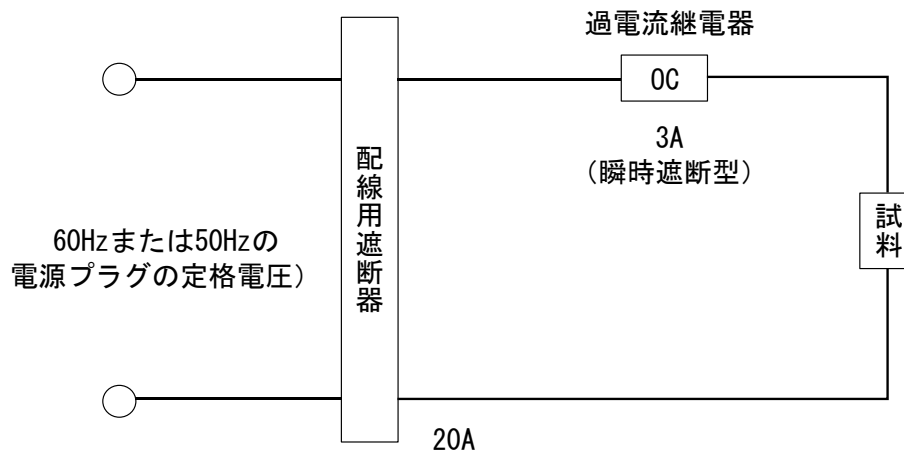 過電流継電器
OC
3A
(瞬時遮断型)
配線用遮断器
試料
60Hzまたは50Hzの
電源プラグの定格電圧)
20A